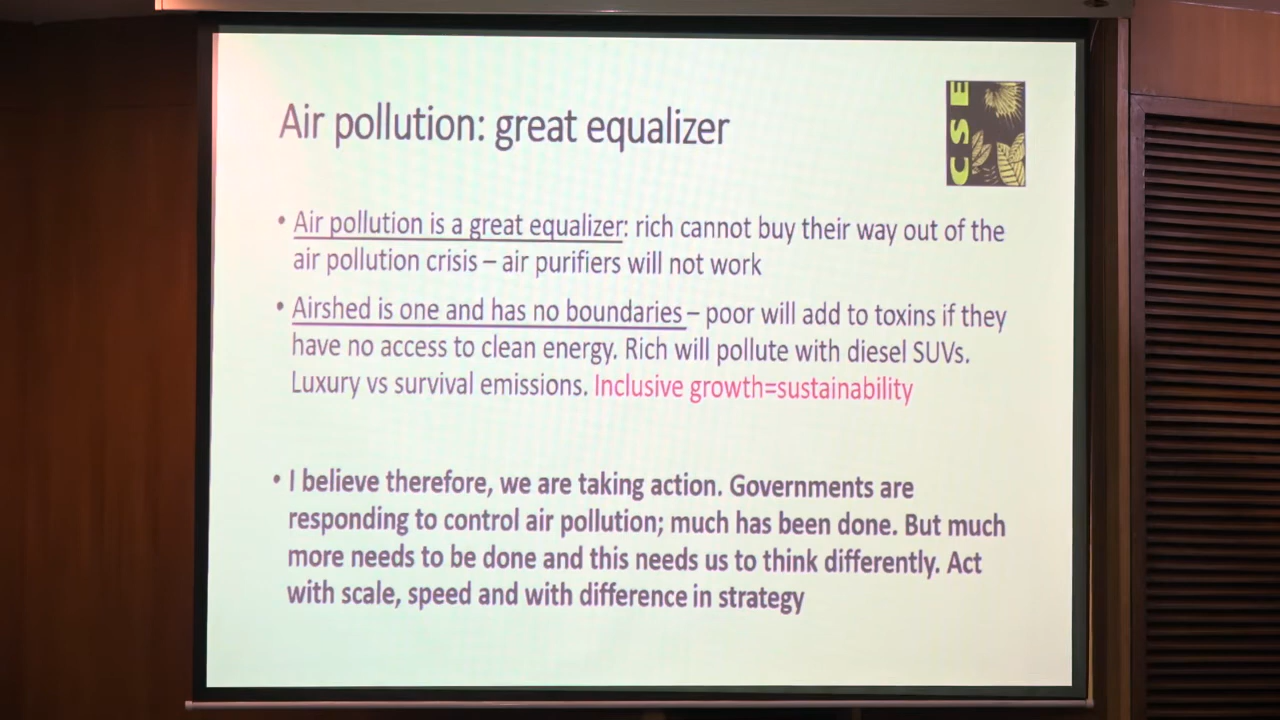 Air pollution: great equalizer
CSE
• Air pollution is a great equalizer: rich cannot buy their way out of the
air pollution crisis – air purifiers will not work
• Airshed is one and has no boundaries – poor will add to toxins if they
have no access to clean energy. Rich will pollute with diesel SUVs.
Luxury vs survival emissions. Inclusive growth=sustainability
• I believe therefore, we are taking action. Governments are
responding to control air pollution; much has been done. But much
more needs to be done and this needs us to think differently. Act
with scale, speed and with difference in strategy